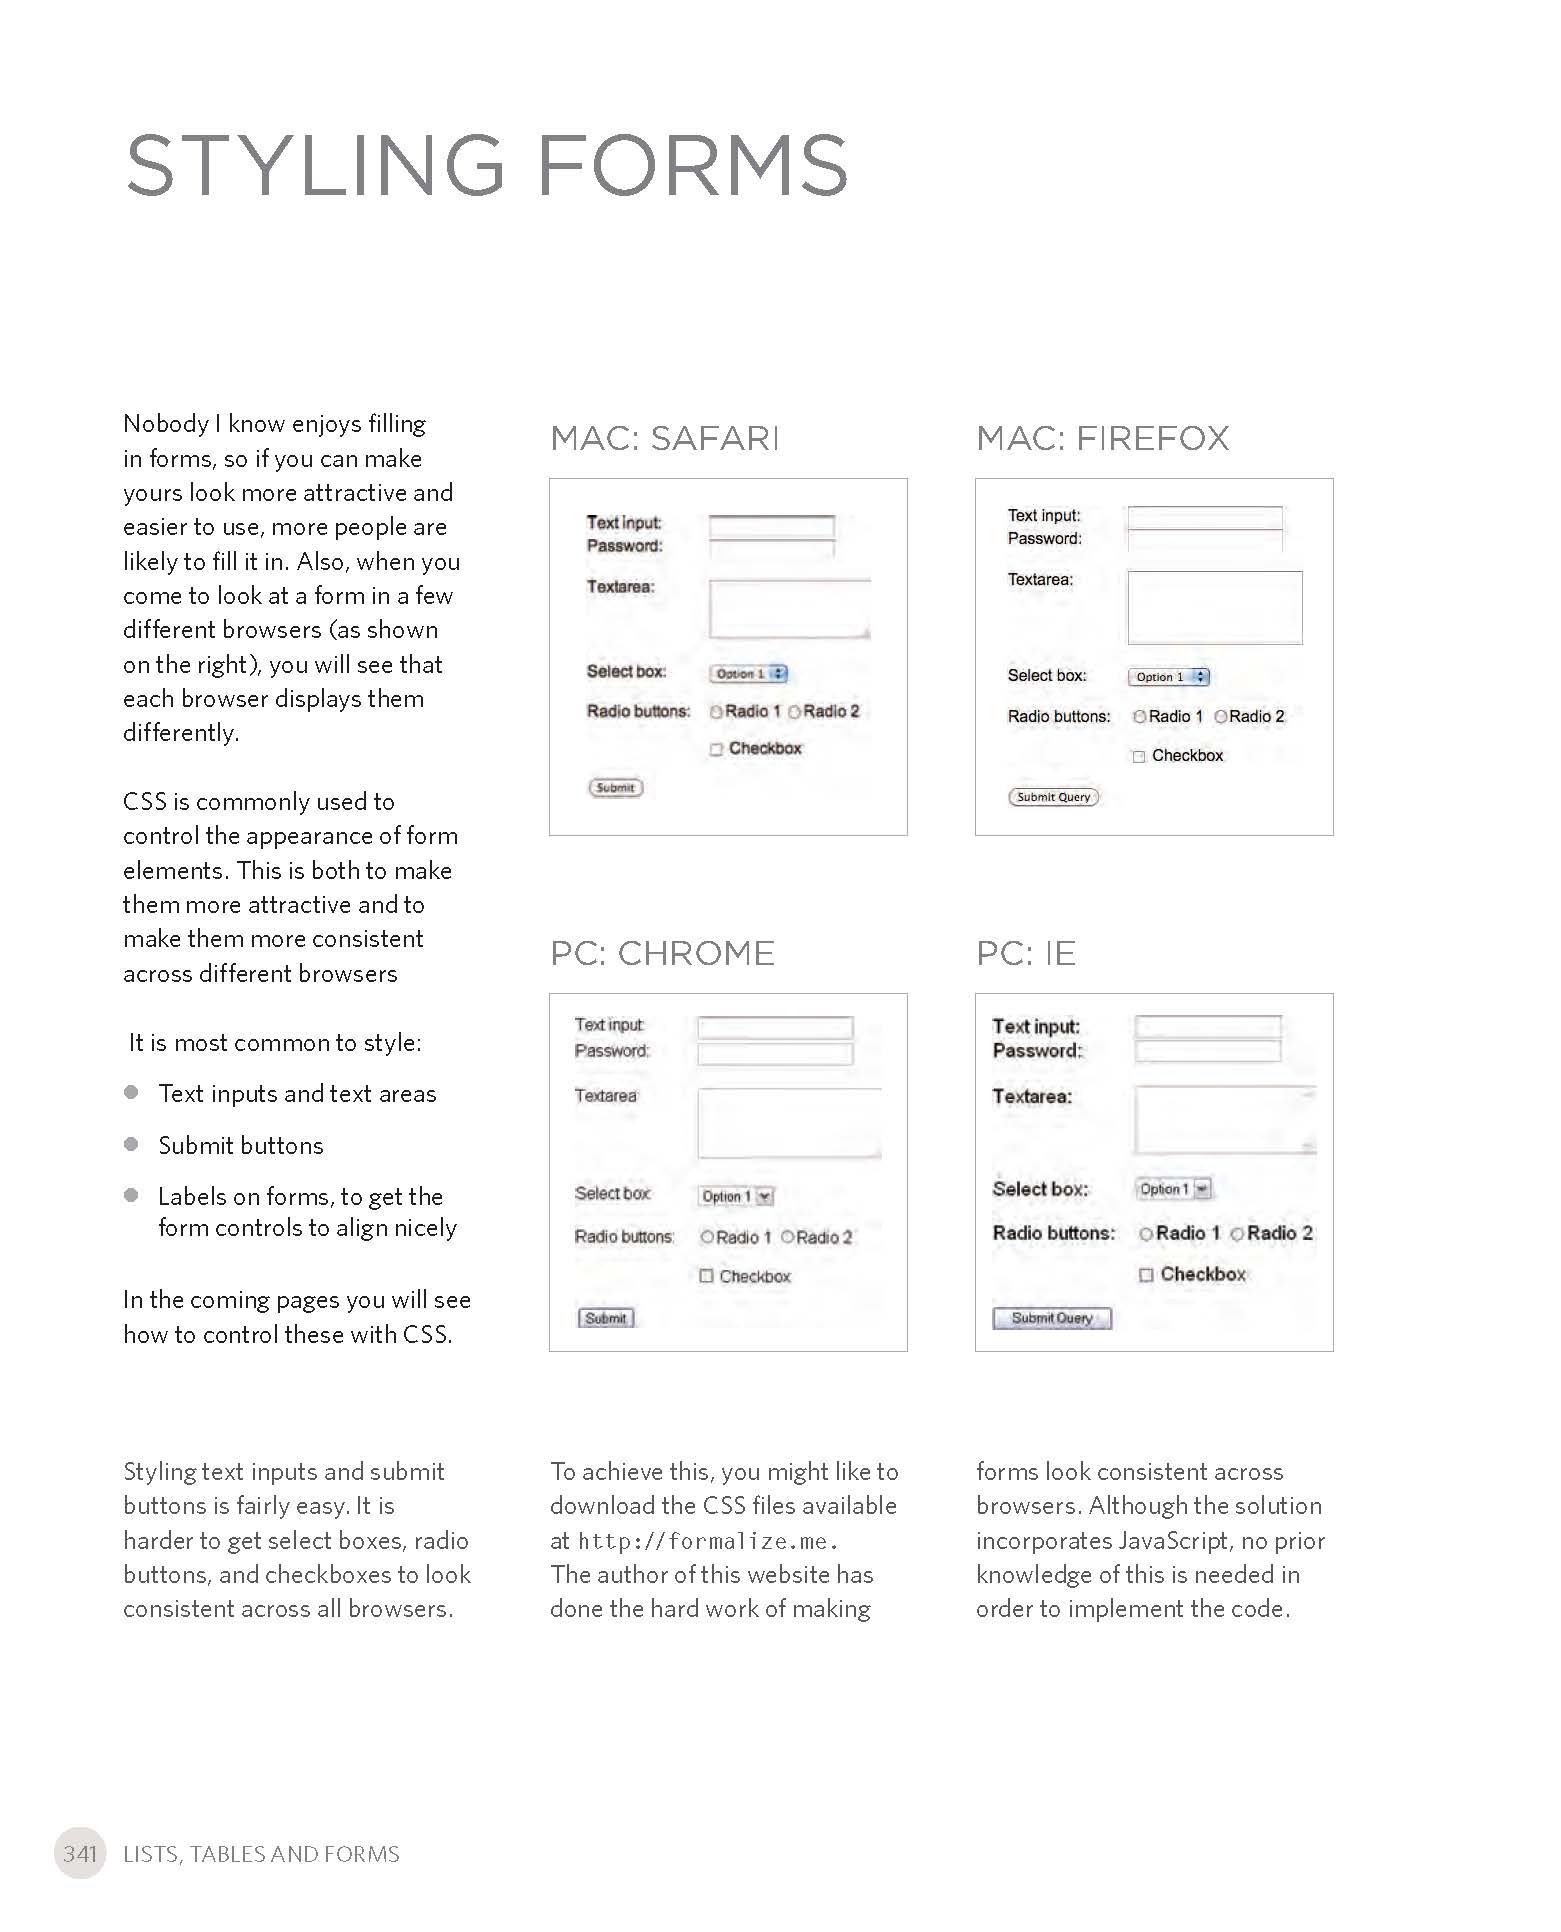 STYLING FORMS
Nobody I know enjoys filling
in forms, so if you can make
yours look more attractive and
easier to use, more people are
likely to fill it in. Also, when you
come to look at a form in a few
different browsers (as shown
on the right), you will see that
each browser displays them
differently.
CSS is commonly used to
control the appearance of form
elements. This is both to make
them more attractive and to
make them more consistent
across different browsers
It is most common to style:
● Text inputs and text areas
● Submit buttons
● Labels on forms, to get the
form controls to align nicely
In the coming pages you will see
how to control these with CSS.
MAC: SAFARI
Text input:
Password:
Textarea:
Select box: Option 1
Radio buttons: Radio 1 Radio 2
Checkbox
Submit
MAC: FIREFOX
Text input:
Password:
Textarea:
Select box: Option 1
Radio buttons: Radio 1 Radio 2
Checkbox
Submit Query
PC: CHROME
Text input:
Password:
Textarea
Select box: Option 1
Radio buttons: Radio 1 Radio 2
Checkbox
Submit
PC: IE
Text input:
Password:
Textarea:
Select box: Option 1
Radio buttons: Radio 1 Radio 2
Checkbox
Submit Query
Styling text inputs and submit
buttons is fairly easy. It is
harder to get select boxes, radio
buttons, and checkboxes to look
consistent across all browsers.
To achieve this, you might like to
download the CSS files available
at http://formalize.me.
The author of this website has
done the hard work of making
forms look consistent across
browsers. Although the solution
incorporates JavaScript, no prior
knowledge of this is needed in
order to implement the code.
341 LISTS, TABLES AND FORMS